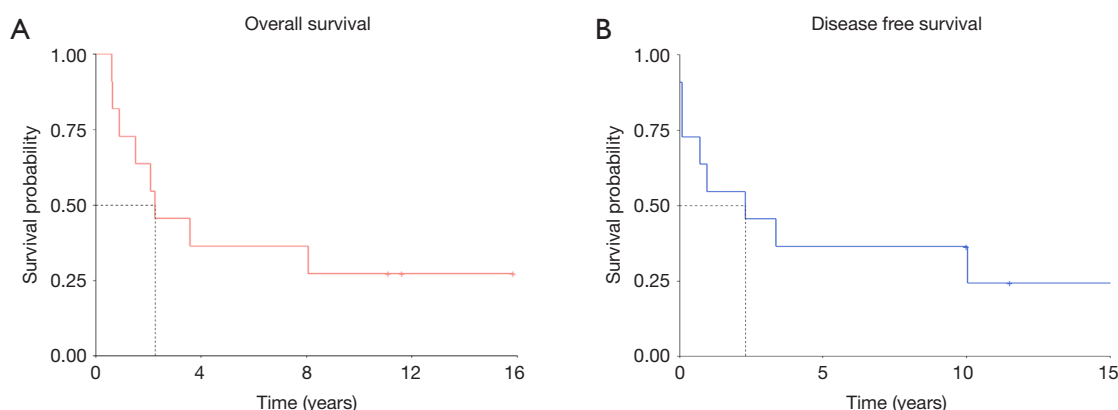 A
Overall survival
Survival probability
1.00
0.75
0.50
0.25
0.00
0
4
8
12
16
Time (years)
B
Disease free survival
Survival probability
1.00
0.75
0.50
0.25
0.00
0
5
10
15
Time (years)